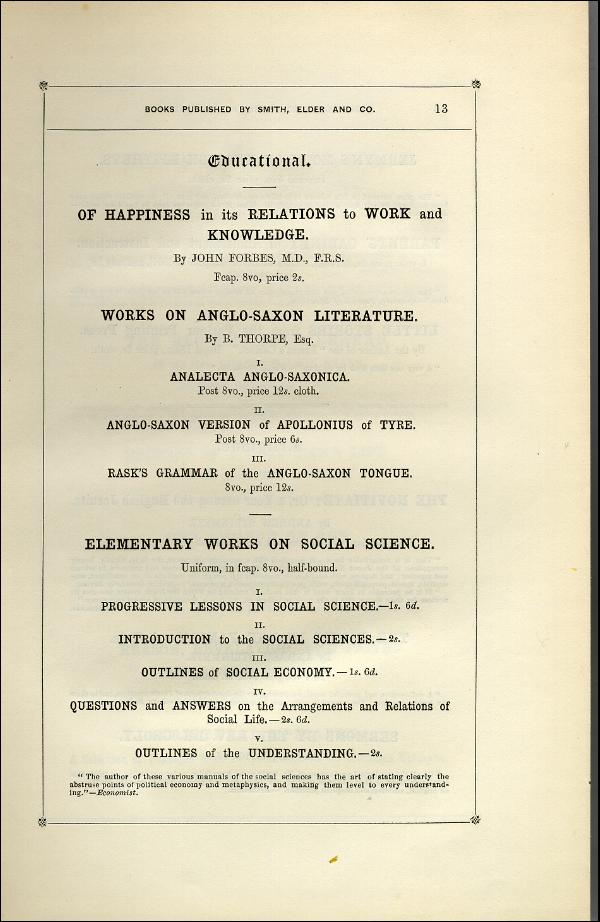 BOOKS PUBLISHED BY SMITH, ELDER AND CO. 13
Educational.
OF HAPPINESS in its RELATIONS to WORK and
KNOWLEDGE.
By JOHN FORBES, M.D., F.R.S.
Fcap. 8vo, price 2s.
WORKS ON ANGLO-SAXON LITERATURE.
By B. THORPE, Esq.
I.
ANALECTA ANGLO-SAXONICA.
Post 8vo., price 12s. cloth.
II.
ANGLO-SAXON VERSION of APOLLONIUS of TYRE.
Post 8vo., price 6s.
III.
RASK'S GRAMMAR of the ANGLO-SAXON TONGUE.
8vo., price 12s.
ELEMENTARY WORKS ON SOCIAL SCIENCE.
Uniform, in fcap. 8vo., half-bound.
I.
PROGRESSIVE LESSONS IN SOCIAL SCIENCE.—1s. 6d.
II.
INTRODUCTION to the SOCIAL SCIENCES.—2s.
III.
OUTLINES of SOCIAL ECONOMY.—1s. 6d.
IV.
QUESTIONS and ANSWERS on the Arrangements and Relations of
Social Life.—2s. 6d.
V.
OUTLINES of the UNDERSTANDING.—2s.
"The author of these various manuals of the social sciences has the art of stating clearly the
abstruse points of political economy and metaphysics, and making them level to every understand-
ing."—Economist.